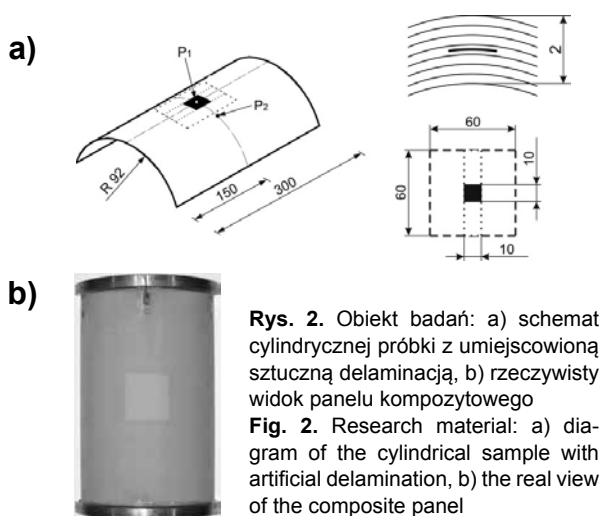 a)
P1
P2
R 92
150
300
2
60
60
10
10
b)
Rys. 2. Obiekt badań: a) schemat
cylindrycznej próbki z umiejscowioną
sztuczną delaminacją, b) rzeczywisty
widok panelu kompozytowego
Fig. 2. Research material: a) dia-
gram of the cylindrical sample with
artificial delamination, b) the real view
of the composite panel